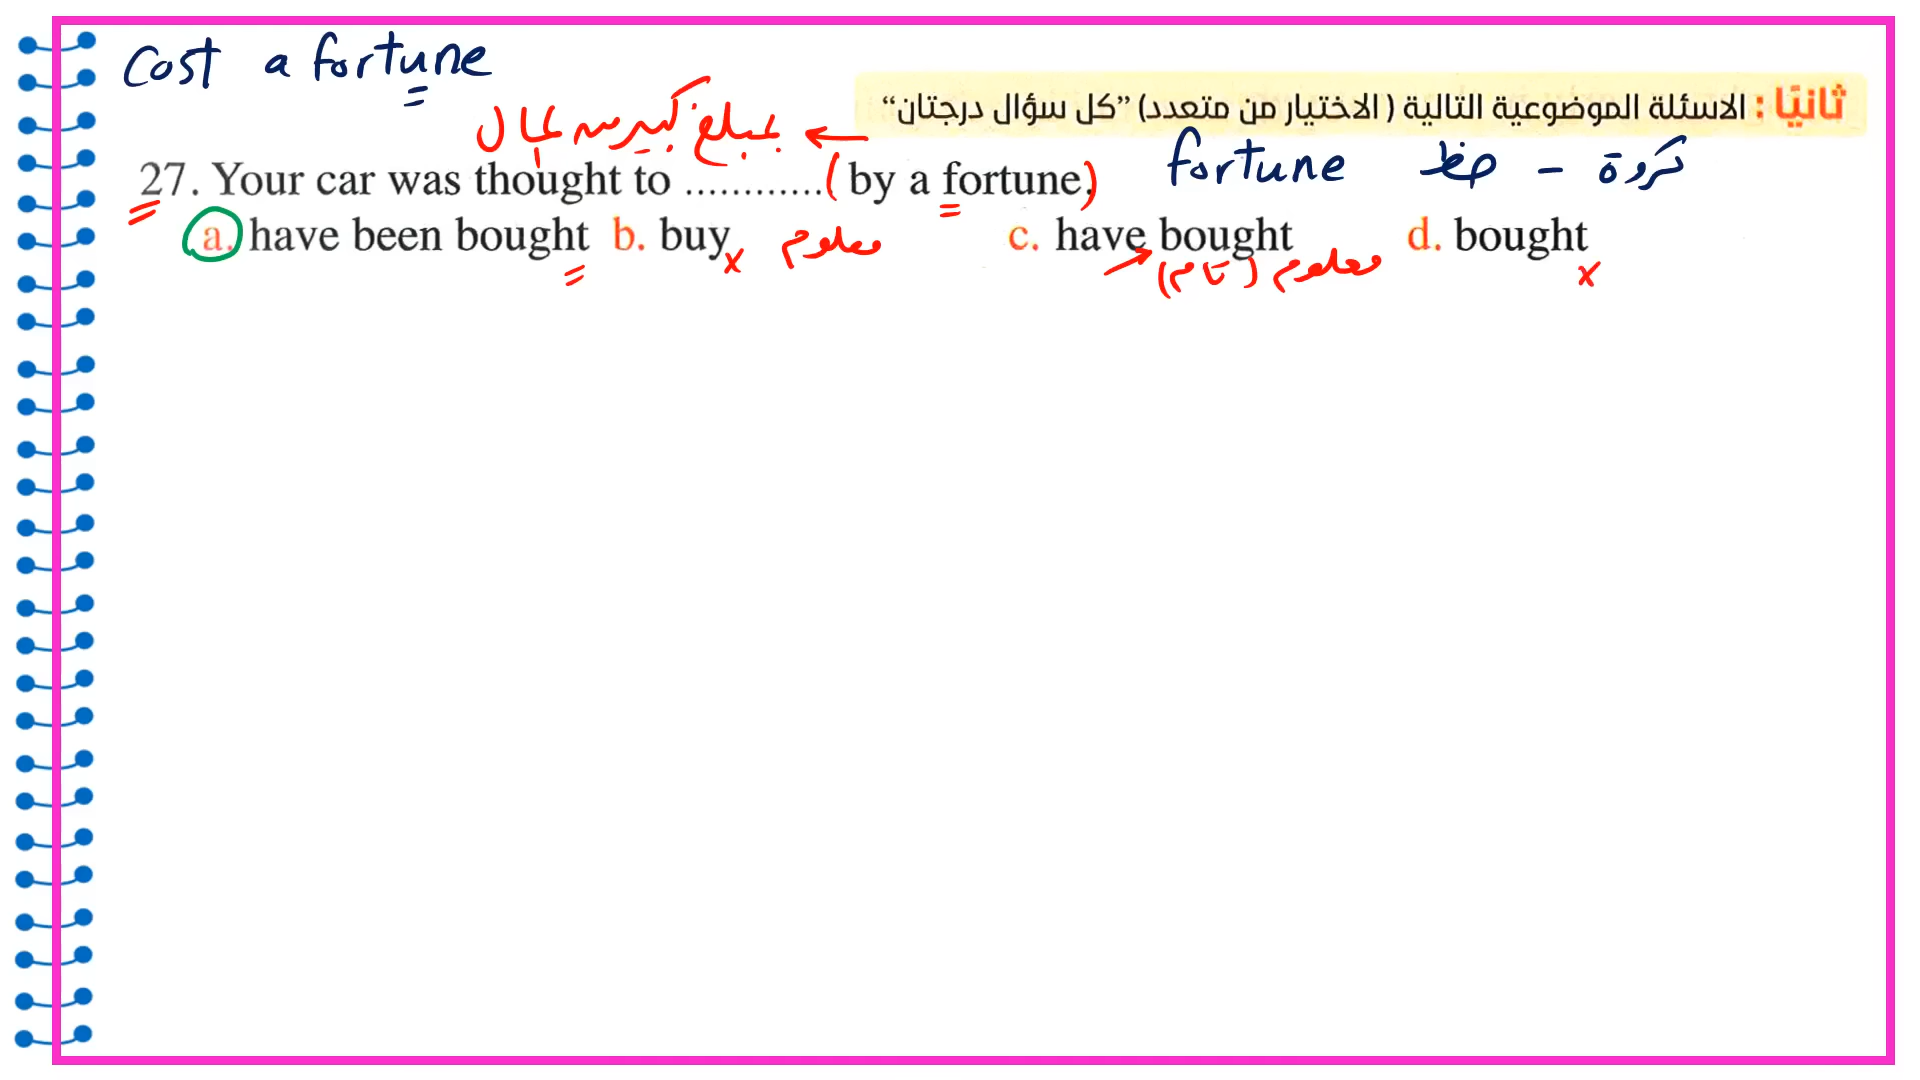 Cost a fortune
ثانيًا : الاسئلة الموضوعية التالية ( الاختيار من متعدد) ”كل سؤال درجتان“
← بمبلغ كبير من المال
27. Your car was thought to ............ ( by a fortune.) fortune حظ - ثروة
a. have been bought b. buy x معلوم c. have bought d. bought x
→ معلوم (تام)